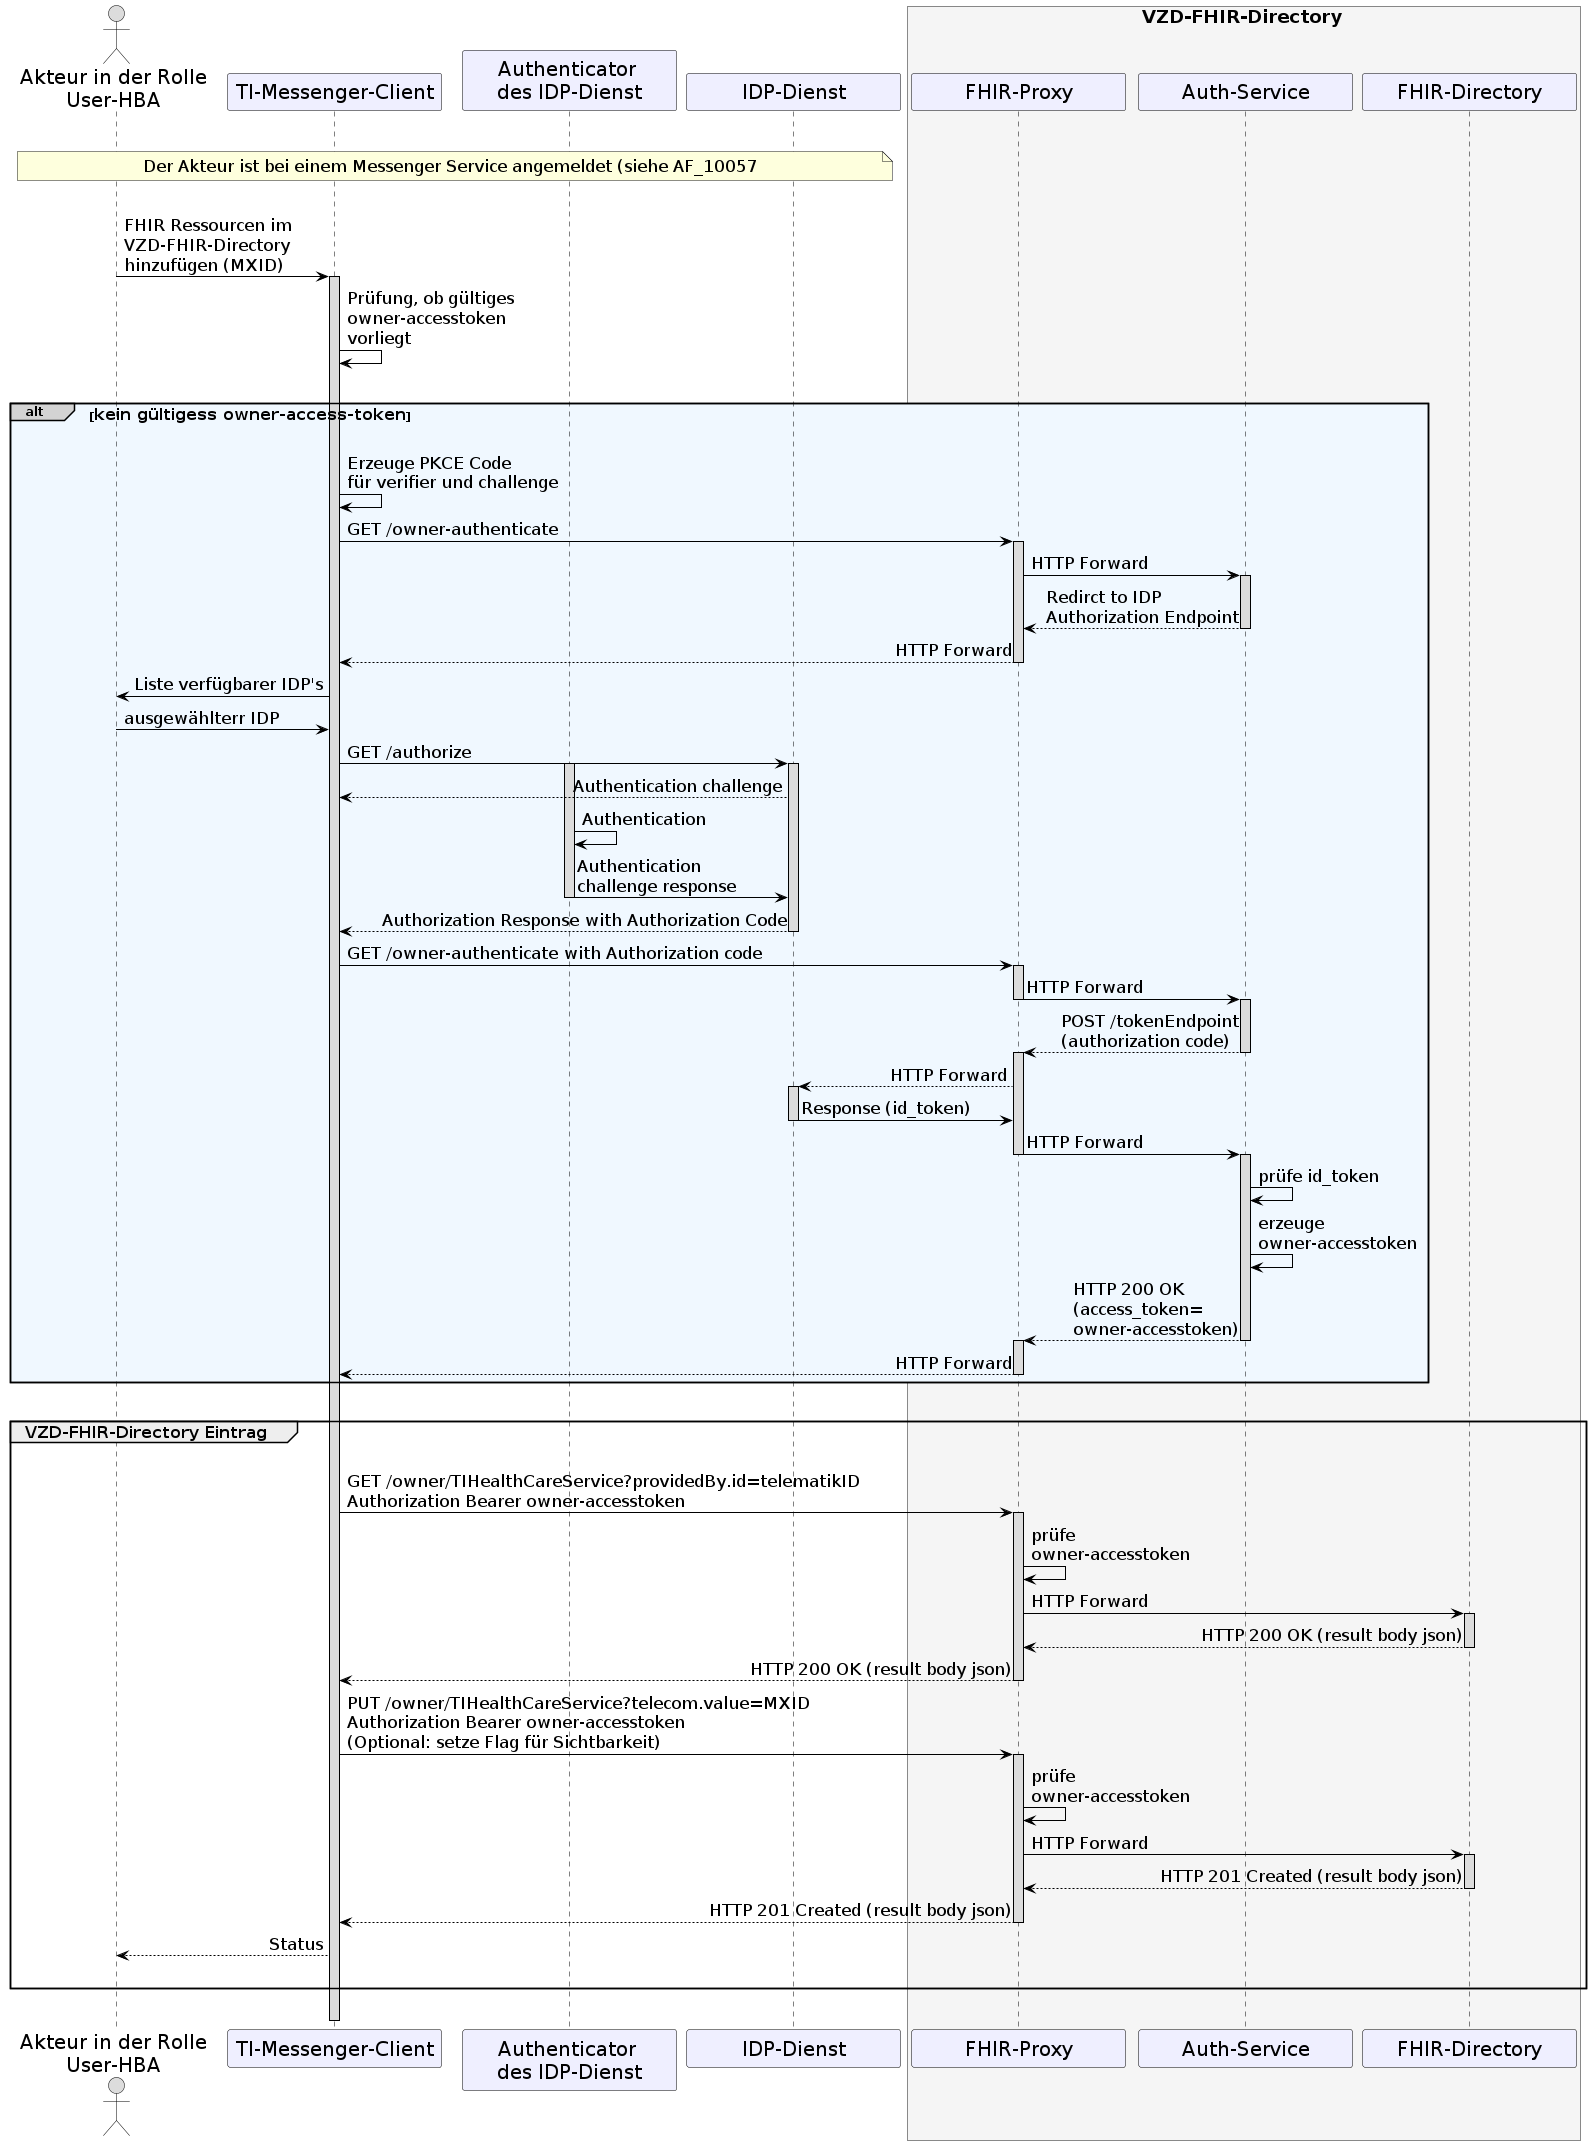 VZD-FHIR-Directory
Akteur in der Rolle
User-HBA
TI-Messenger-Client
Authenticator
des IDP-Dienst
IDP-Dienst
FHIR-Proxy
Auth-Service
FHIR-Directory
Der Akteur ist bei einem Messenger Service angemeldet (siehe AF_10057
FHIR Ressourcen im
VZD-FHIR-Directory
hinzufügen (MXID)
Prüfung, ob gültiges
owner-accesstoken
vorliegt
alt
[kein gültigess owner-access-token]
Erzeuge PKCE Code
für verifier und challenge
GET /owner-authenticate
HTTP Forward
Redirct to IDP
Authorization Endpoint
HTTP Forward
Liste verfügbarer IDP's
ausgewählterr IDP
GET /authorize
Authentication challenge
Authentication
Authentication
challenge response
Authorization Response with Authorization Code
GET /owner-authenticate with Authorization code
HTTP Forward
POST /tokenEndpoint
(authorization code)
HTTP Forward
Response (id_token)
HTTP Forward
prüfe id_token
erzeuge
owner-accesstoken
HTTP 200 OK
(access_token=
owner-accesstoken)
HTTP Forward
VZD-FHIR-Directory Eintrag
GET /owner/TIHealthCareService?providedBy.id=telematikID
Authorization Bearer owner-accesstoken
prüfe
owner-accesstoken
HTTP Forward
HTTP 200 OK (result body json)
HTTP 200 OK (result body json)
PUT /owner/TIHealthCareService?telecom.value=MXID
Authorization Bearer owner-accesstoken
(Optional: setze Flag für Sichtbarkeit)
prüfe
owner-accesstoken
HTTP Forward
HTTP 201 Created (result body json)
HTTP 201 Created (result body json)
Status
Akteur in der Rolle
User-HBA
TI-Messenger-Client
Authenticator
des IDP-Dienst
IDP-Dienst
FHIR-Proxy
Auth-Service
FHIR-Directory